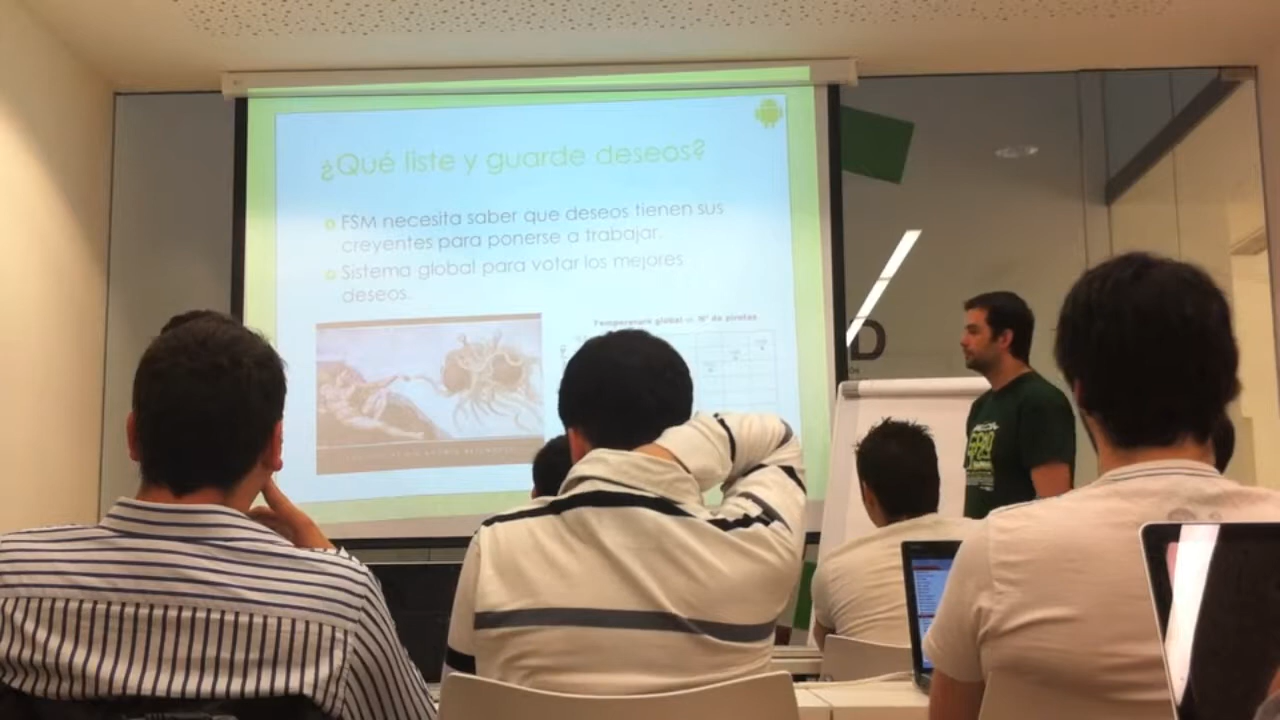 ¿Qué liste y guarde deseos?
FSM necesita saber que deseos tienen sus
creyentes para ponerse a trabajar.
Sistema global para votar los mejores
deseos.
Temperatura global vs. Nº de piratas
D